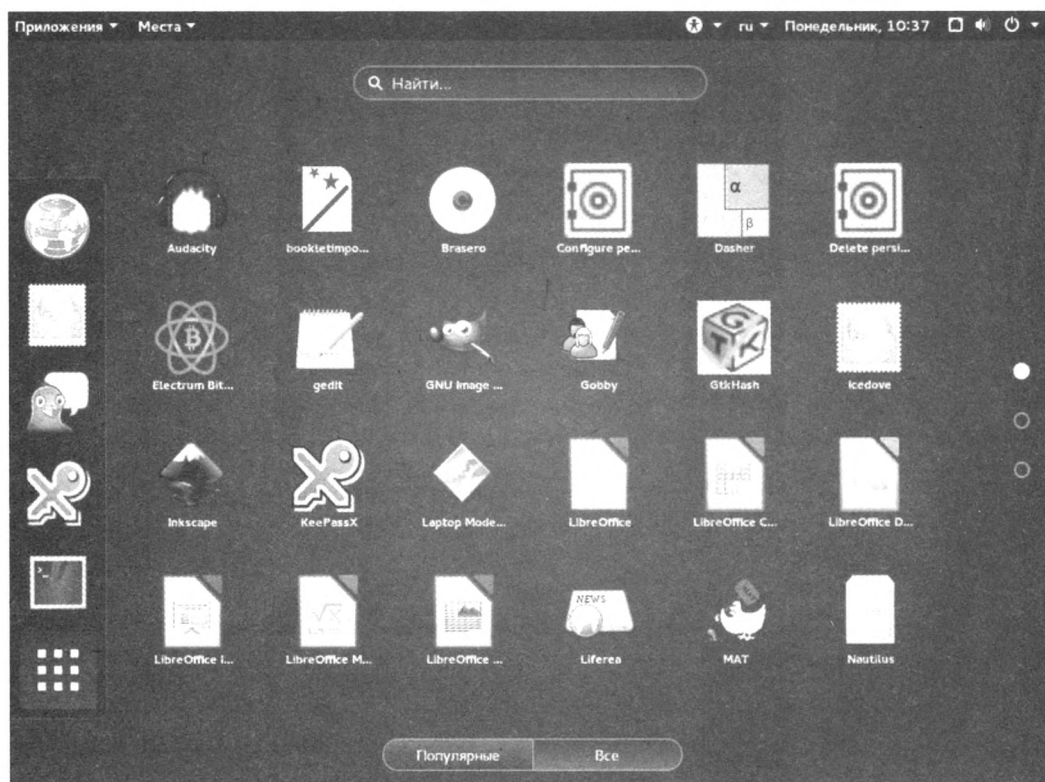 Приложения Места ru Понедельник, 10:37
Найти...
Audacity bookletimpo... Brasero Configure pe... Dasher Delete persi...
α
β
Electrum Bit... gedit GNU Image ... Gobby GtkHash Icedove
G T K
Inkscape KeePassX Laptop Mode... LibreOffice LibreOffice C... LibreOffice D...
>_
NEWS
LibreOffice I... LibreOffice M... LibreOffice ... Liferea MAT Nautilus
Популярные Все